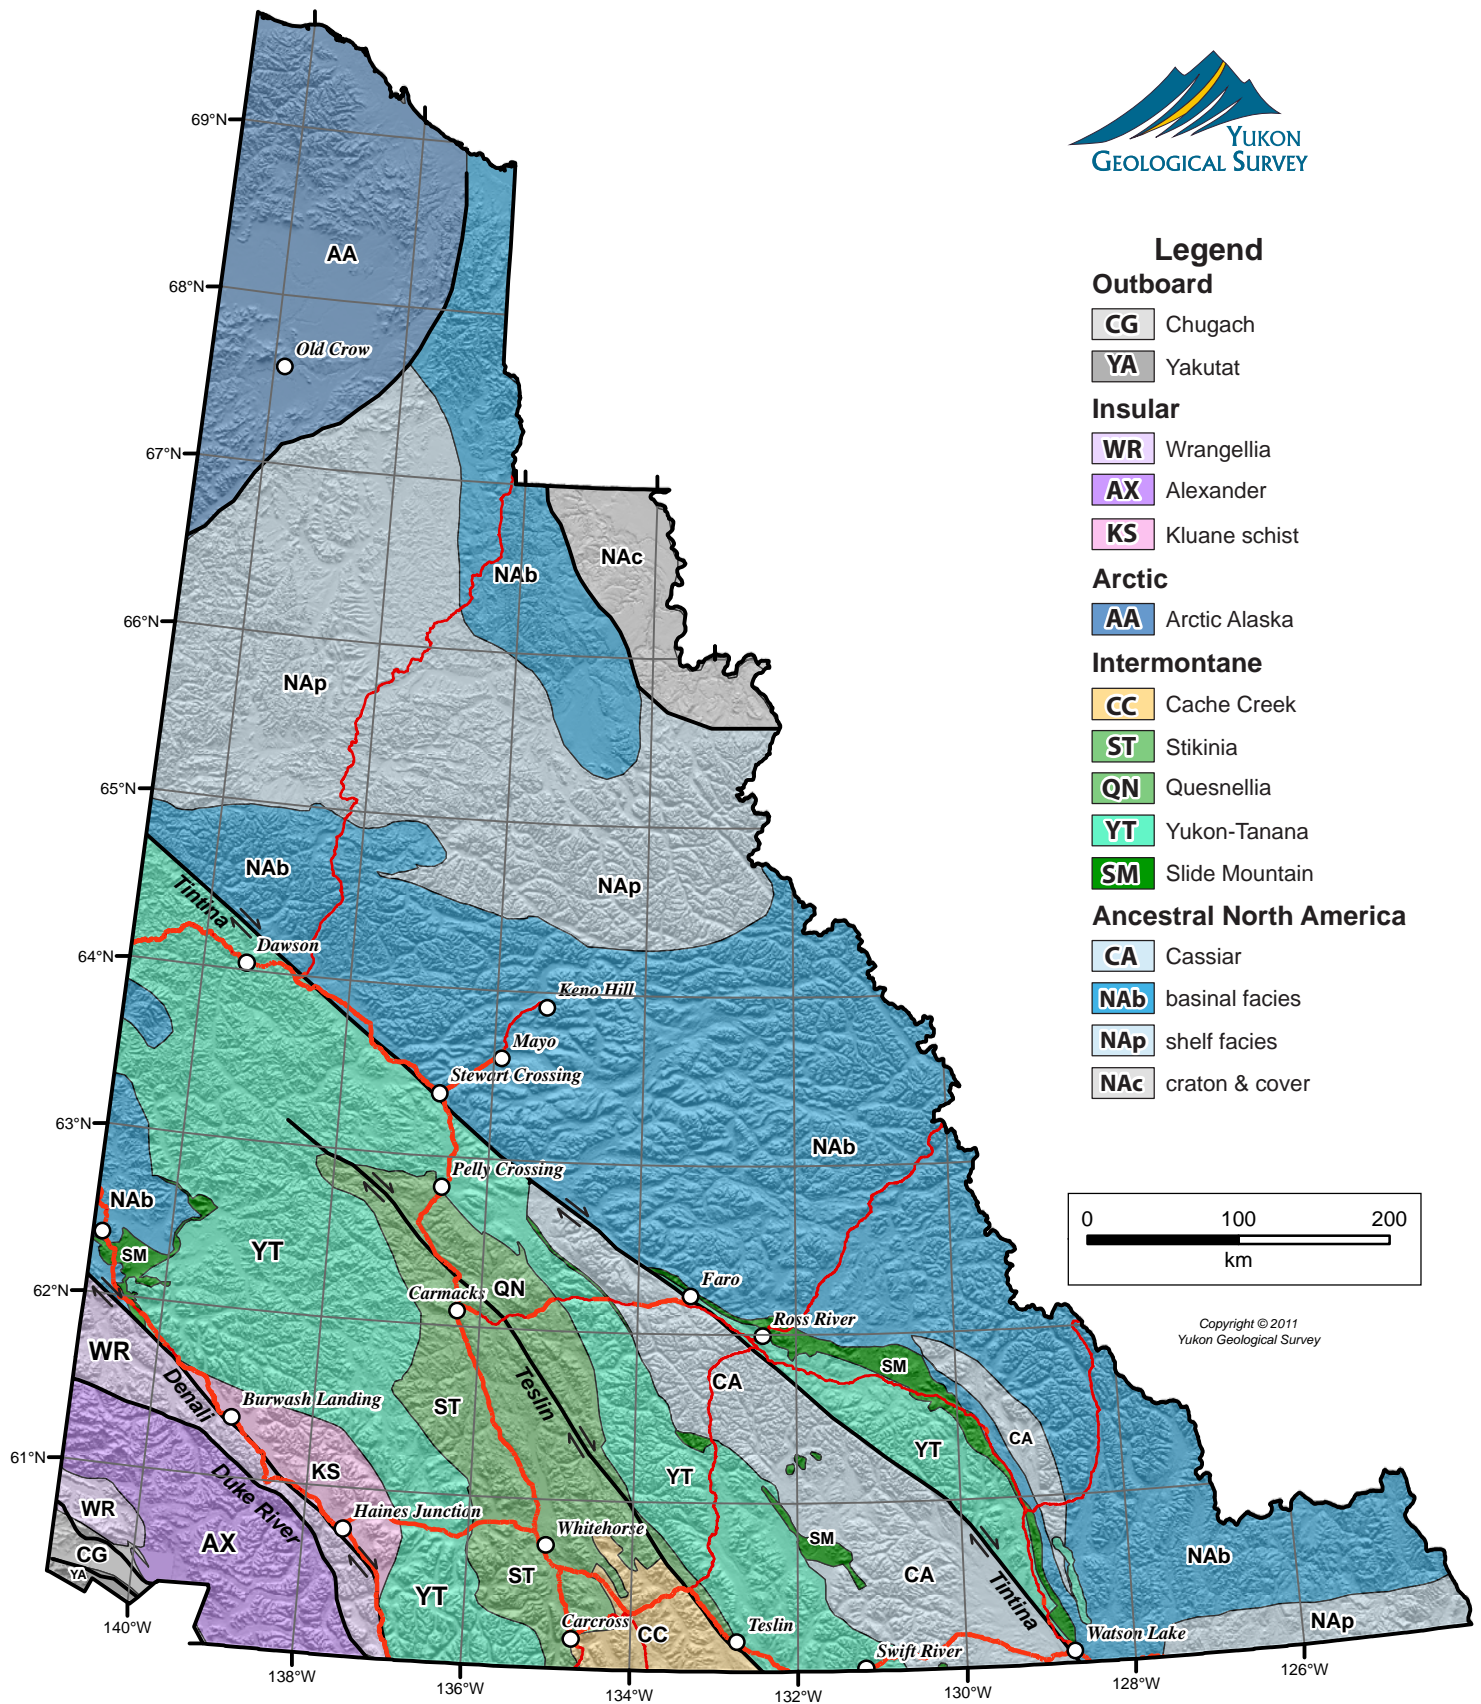 YUKON
GEOLOGICAL SURVEY
69°N
68°N
67°N
66°N
65°N
64°N
63°N
62°N
61°N
140°W
138°W
136°W
134°W
132°W
130°W
128°W
126°W
AA
Old Crow
NAc
NAb
NAp
NAb
NAp
Tintina
Dawson
Keno Hill
Mayo
Stewart Crossing
NAb
Pelly Crossing
NAb
SM
YT
QN
Carmacks
Faro
Ross River
WR
Denali
Burwash Landing
ST
Teslin
CA
SM
CA
YT
YT
KS
Duke River
Haines Junction
WR
CG
YA
AX
Whitehorse
SM
ST
YT
CA
Tintina
NAb
Carcross
CC
Teslin
Swift River
Watson Lake
NAp
Legend
Outboard
CG Chugach
YA Yakutat
Insular
WR Wrangellia
AX Alexander
KS Kluane schist
Arctic
AA Arctic Alaska
Intermontane
CC Cache Creek
ST Stikinia
QN Quesnellia
YT Yukon-Tanana
SM Slide Mountain
Ancestral North America
CA Cassiar
NAb basinal facies
NAp shelf facies
NAc craton & cover
0 100 200
km
Copyright © 2011
Yukon Geological Survey